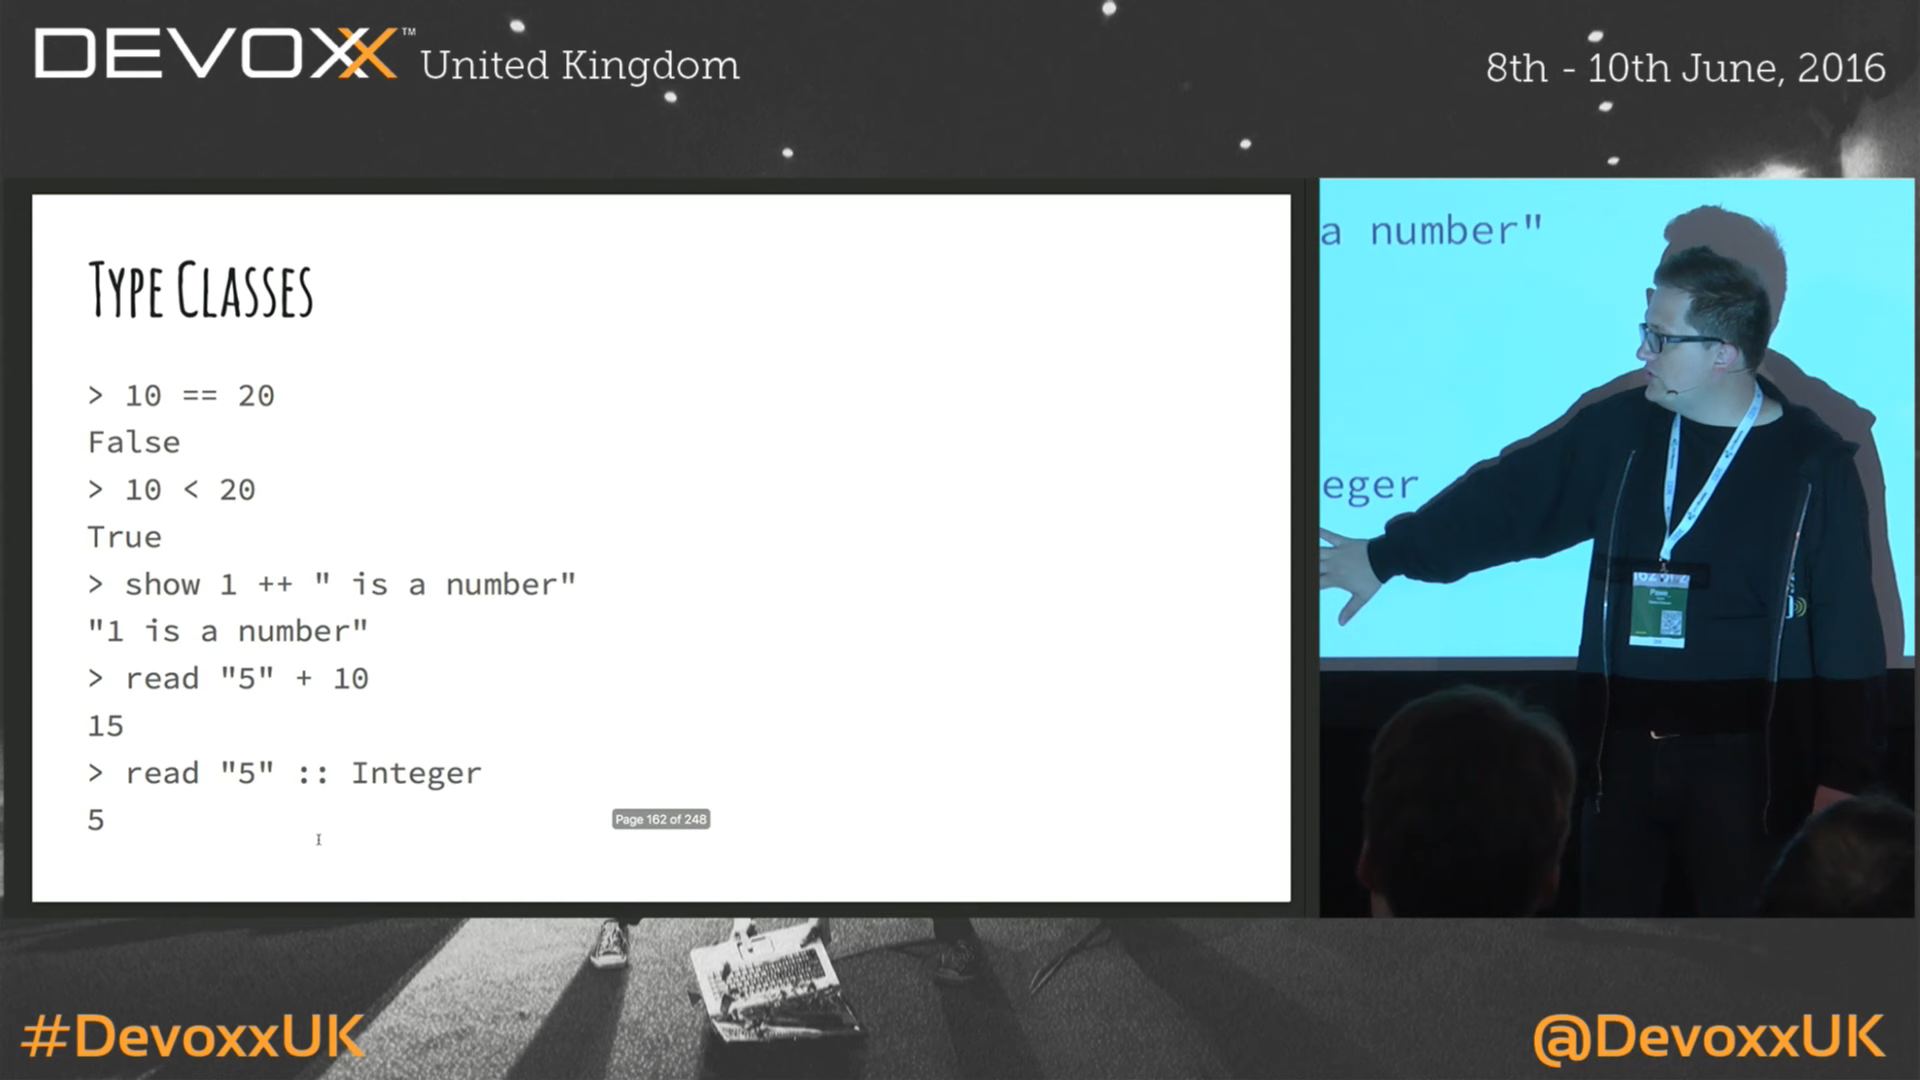 DEVOXX™ United Kingdom
8th - 10th June, 2016
TYPE CLASSES
> 10 == 20
False
> 10 < 20
True
> show 1 ++ " is a number"
"1 is a number"
> read "5" + 10
15
> read "5" :: Integer
5
Page 162 of 248
a number"
eger
#DevoxxUK
@DevoxxUK